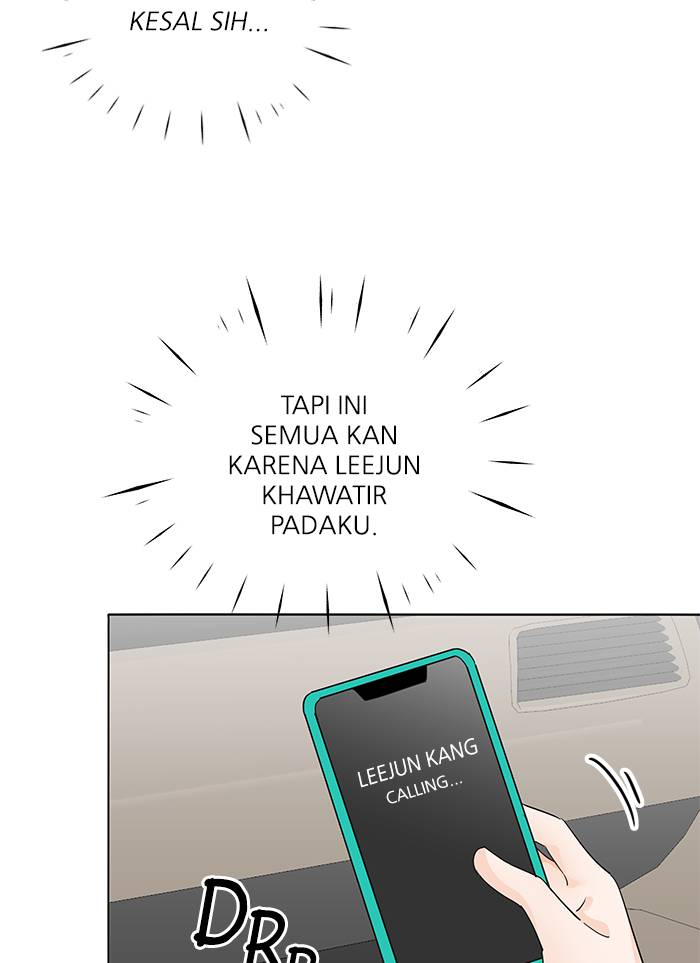 KESAL SIH...
TAPI INI
SEMUA KAN
KARENA LEEJUN
KHAWATIR
PADAKU.
LEEJUN KANG
CALLING...
DRR